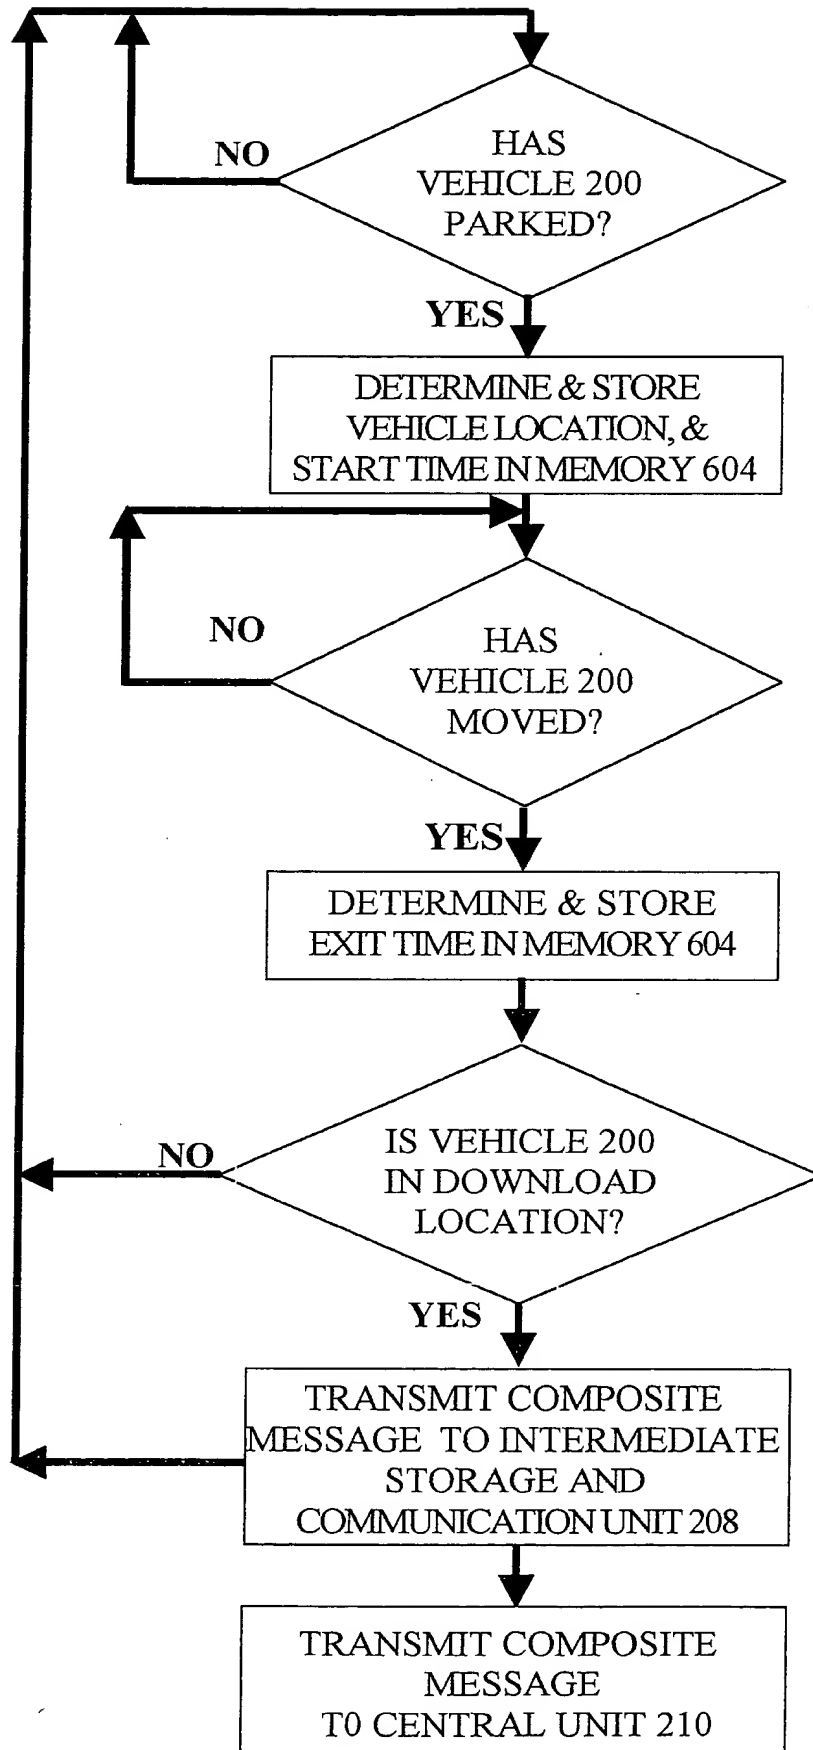 HAS
VEHICLE 200
PARKED?
NO
YES
DETERMINE & STORE
VEHICLE LOCATION, &
START TIME IN MEMORY 604
HAS
VEHICLE 200
MOVED?
NO
YES
DETERMINE & STORE
EXIT TIME IN MEMORY 604
IS VEHICLE 200
IN DOWNLOAD
LOCATION?
NO
YES
TRANSMIT COMPOSITE
MESSAGE TO INTERMEDIATE
STORAGE AND
COMMUNICATION UNIT 208
TRANSMIT COMPOSITE
MESSAGE
T0 CENTRAL UNIT 210